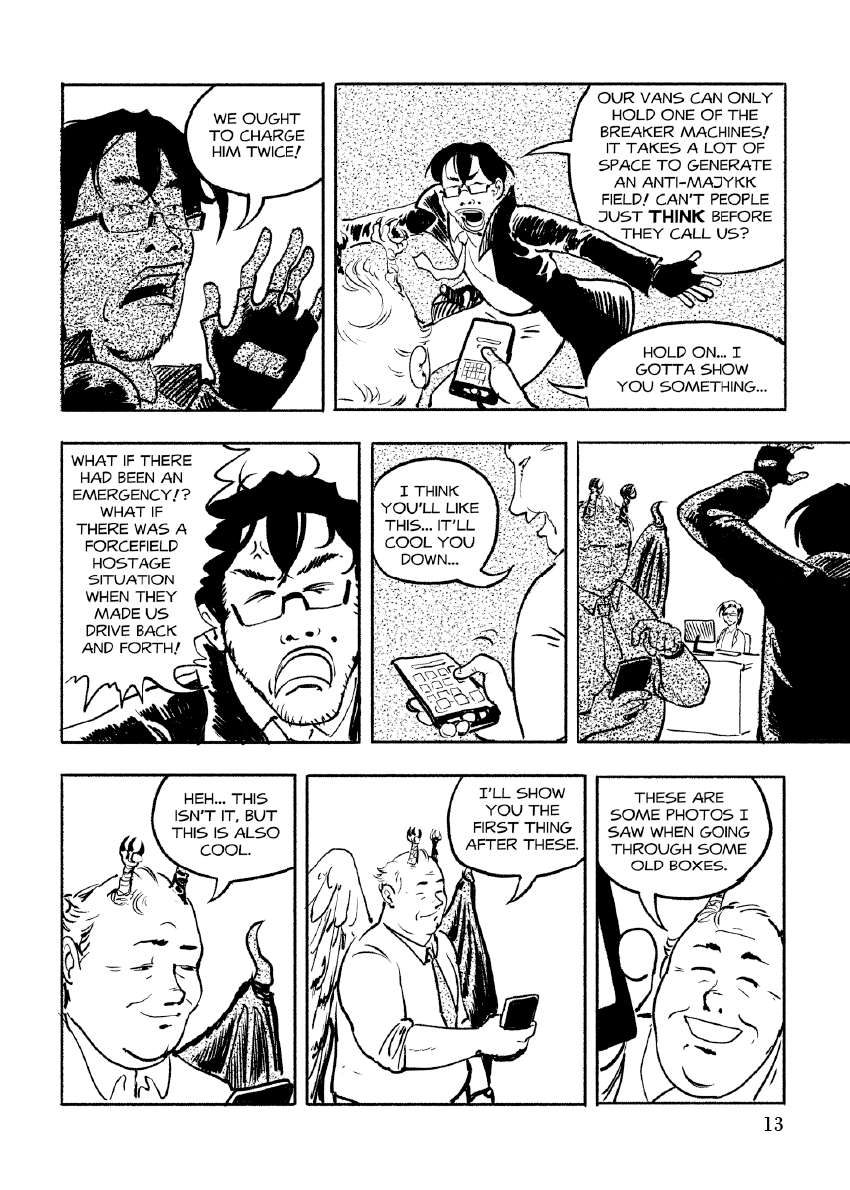 WE OUGHT
TO CHARGE
HIM TWICE!
OUR VANS CAN ONLY
HOLD ONE OF THE
BREAKER MACHINES!
IT TAKES A LOT OF
SPACE TO GENERATE
AN ANTI-MAJYKK
FIELD! CAN'T PEOPLE
JUST THINK BEFORE
THEY CALL US?
HOLD ON... I
GOTTA SHOW
YOU SOMETHING...
WHAT IF THERE
HAD BEEN AN
EMERGENCY!?
WHAT IF
THERE WAS A
FORCEFIELD
HOSTAGE
SITUATION
WHEN THEY
MADE US
DRIVE BACK
AND FORTH!
I THINK
YOU'LL LIKE
THIS... IT'LL
COOL YOU
DOWN...
HEH... THIS
ISN'T IT, BUT
THIS IS ALSO
COOL.
I'LL SHOW
YOU THE
FIRST THING
AFTER THESE.
THESE ARE
SOME PHOTOS I
SAW WHEN GOING
THROUGH SOME
OLD BOXES.
13